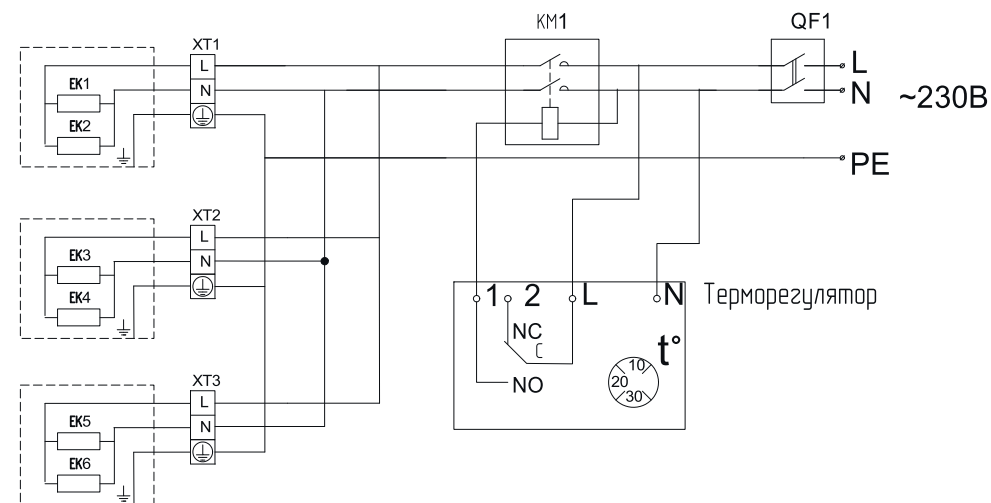 KM1
QF1
XT1
L
N
EK1
EK2
L
N
~230В
PE
XT2
L
N
EK3
EK4
1
2
L
N
Терморегулятор
NC
C
NO
t°
10
20
30
XT3
L
N
EK5
EK6